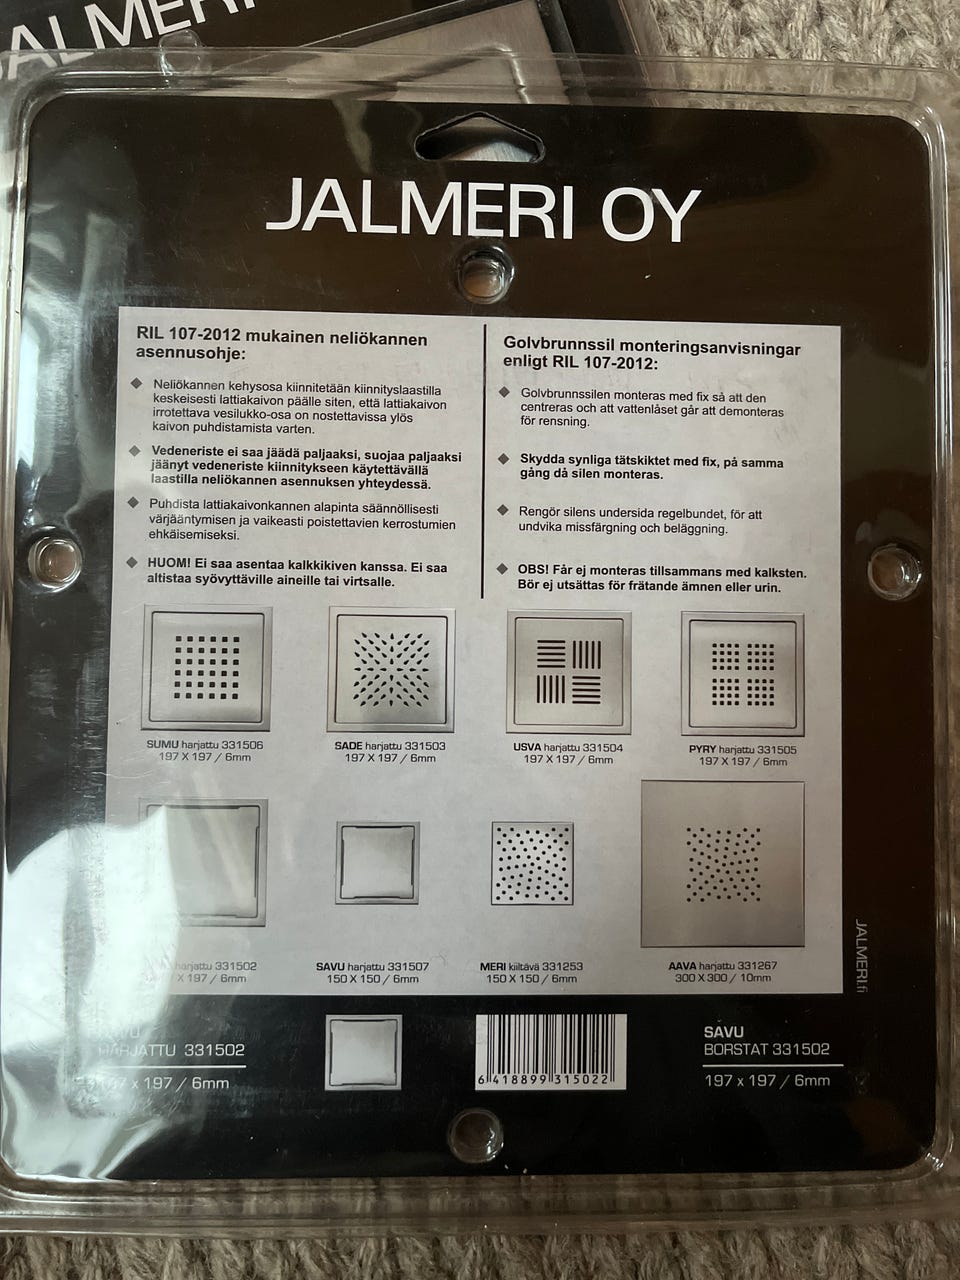 JALMERI
JALMERI OY
RIL 107-2012 mukainen neliökannen
asennusohje:
Neliökannen kehysosa kiinnitetään kiinnityslaastilla
keskeisesti lattiakaivon päälle siten, että lattiakaivon
irrotettava vesilukko-osa on nostettavissa ylös
kaivon puhdistamista varten.
Vedeneriste ei saa jäädä paljaaksi, suojaa paljaaksi
jäänyt vedeneriste kiinnitykseen käytettävällä
laastilla neliökannen asennuksen yhteydessä.
Puhdista lattiakaivonkannen alapinta säännöllisesti
värjääntymisen ja vaikeasti poistettavien kerrostumien
ehkäisemiseksi.
HUOM! Ei saa asentaa kalkkikiven kanssa. Ei saa
altistaa syövyttäville aineille tai virtsalle.
Golvbrunnssil monteringsanvisningar
enligt RIL 107-2012:
Golvbrunnssilen monteras med fix så att den
centreras och att vattenlåset går att demonteras
för rensning.
Skydda synliga tätskiktet med fix, på samma
gång då silen monteras.
Rengör silens undersida regelbundet, för att
undvika missfärgning och beläggning.
OBS! Får ej monteras tillsammans med kalksten.
Bör ej utsättas för frätande ämnen eller urin.
SUMU harjattu 331506
197 X 197 / 6mm
SADE harjattu 331503
197 X 197 / 6mm
USVA harjattu 331504
197 X 197 / 6mm
PYRY harjattu 331505
197 X 197 / 6mm
harjattu 331502
X 197 / 6mm
SAVU harjattu 331507
150 X 150 / 6mm
MERI kiiltävä 331253
150 X 150 / 6mm
AAVA harjattu 331267
300 X 300 / 10mm
JALMERI.fi
SAVU
HARJATTU 331502
197 x 197 / 6mm
6 418899 315022
SAVU
BORSTAT 331502
197 x 197 / 6mm